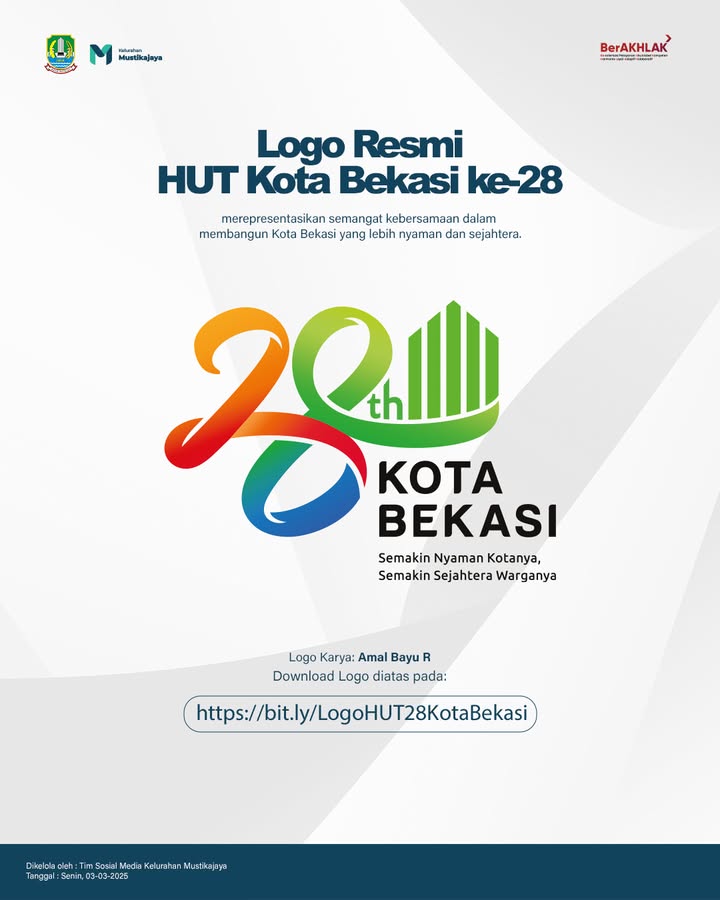 Kelurahan
Mustikajaya
BerAKHLAK
Logo Resmi
HUT Kota Bekasi ke-28
merepresentasikan semangat kebersamaan dalam
membangun Kota Bekasi yang lebih nyaman dan sejahtera.
28th
KOTA
BEKASI
Semakin Nyaman Kotanya,
Semakin Sejahtera Warganya
Logo Karya: Amal Bayu R
Download Logo diatas pada:
https://bit.ly/LogoHUT28KotaBekasi
Dikelola oleh : Tim Sosial Media Kelurahan Mustikajaya
Tanggal : Senin, 03-03-2025